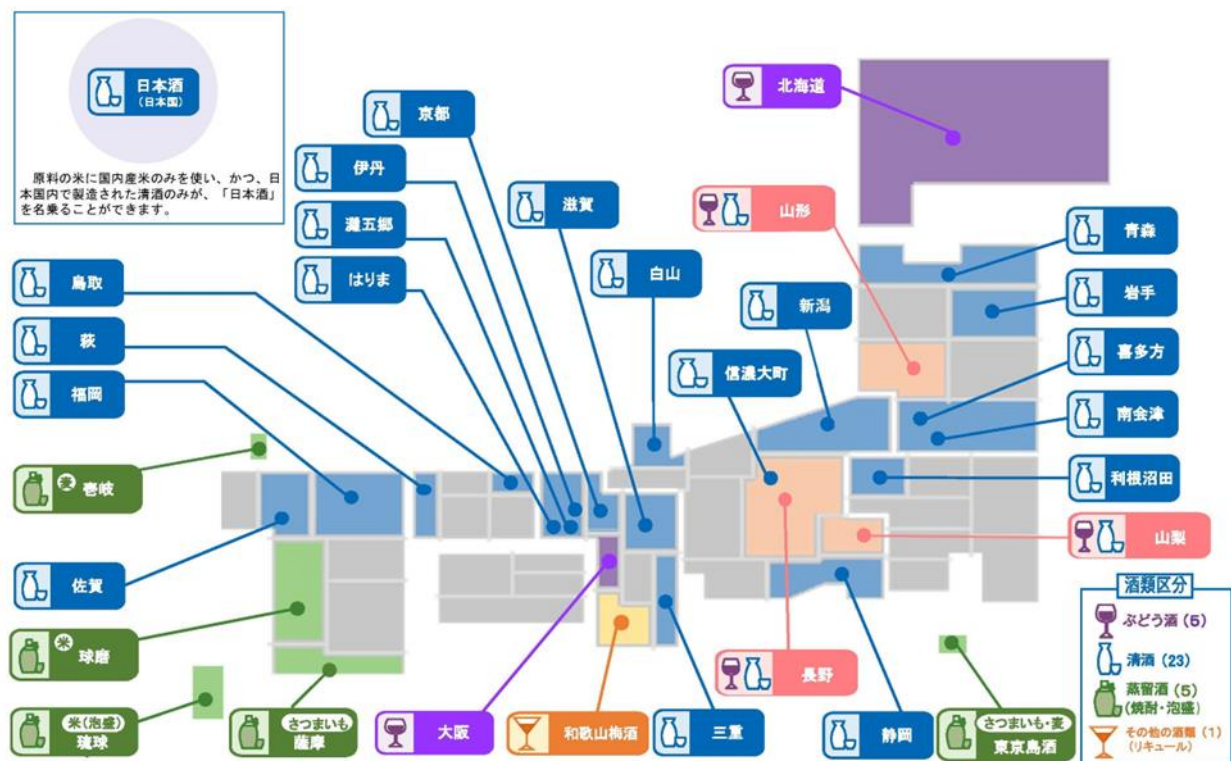 日本酒
(日本国)
原料の米に国内産米のみを使い、かつ、日
本国内で製造された清酒のみが、「日本酒」
を名乗ることができます。
京都
伊丹
灘五郷
はりま
滋賀
白山
北海道
山形
新潟
信濃大町
青森
岩手
喜多方
南会津
利根沼田
山梨
鳥取
萩
福岡
麦
壱岐
佐賀
米
球磨
米(泡盛)
琉球
さつまいも
薩摩
大阪
和歌山梅酒
三重
長野
静岡
さつまいも・麦
東京島酒
酒類区分
ぶどう酒(5)
清酒(23)
蒸留酒(5)
(焼酎・泡盛)
その他の酒類(1)
(リキュール)